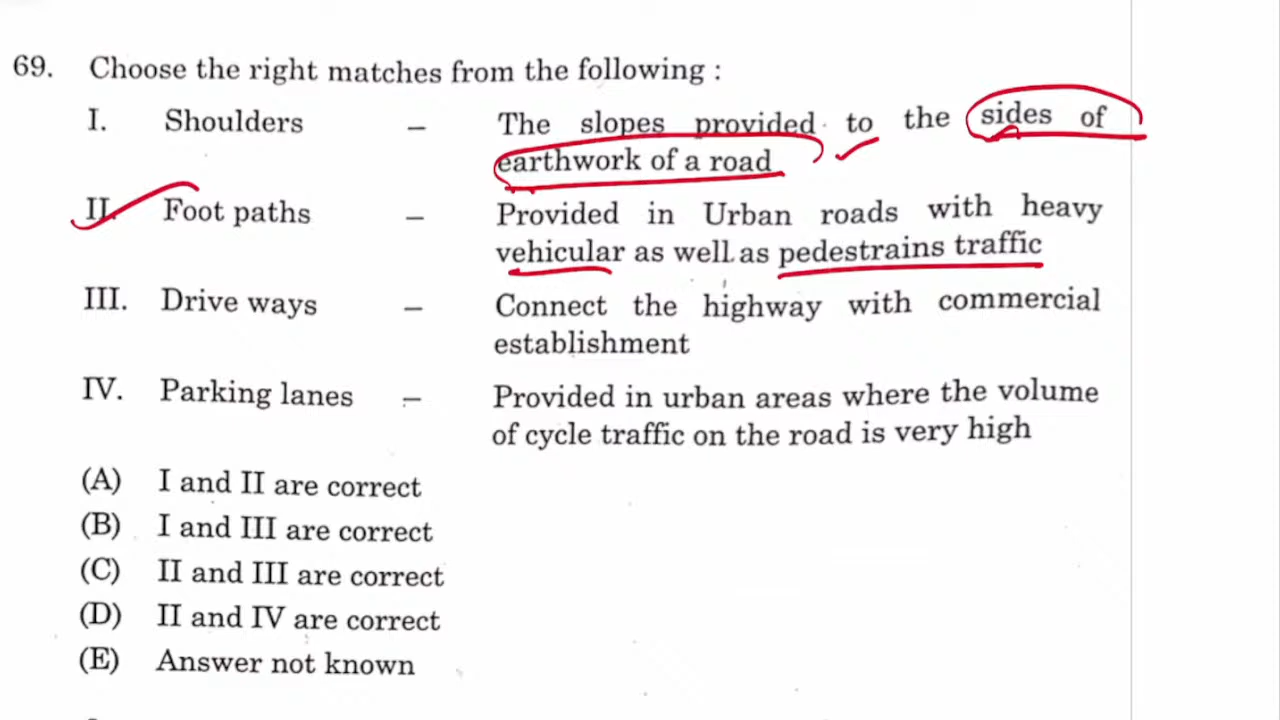 69. Choose the right matches from the following :
I. Shoulders – The slopes provided to the sides of
earthwork of a road
II. Foot paths – Provided in Urban roads with heavy
vehicular as well as pedestrains traffic
III. Drive ways – Connect the highway with commercial
establishment
IV. Parking lanes – Provided in urban areas where the volume
of cycle traffic on the road is very high
(A) I and II are correct
(B) I and III are correct
(C) II and III are correct
(D) II and IV are correct
(E) Answer not known